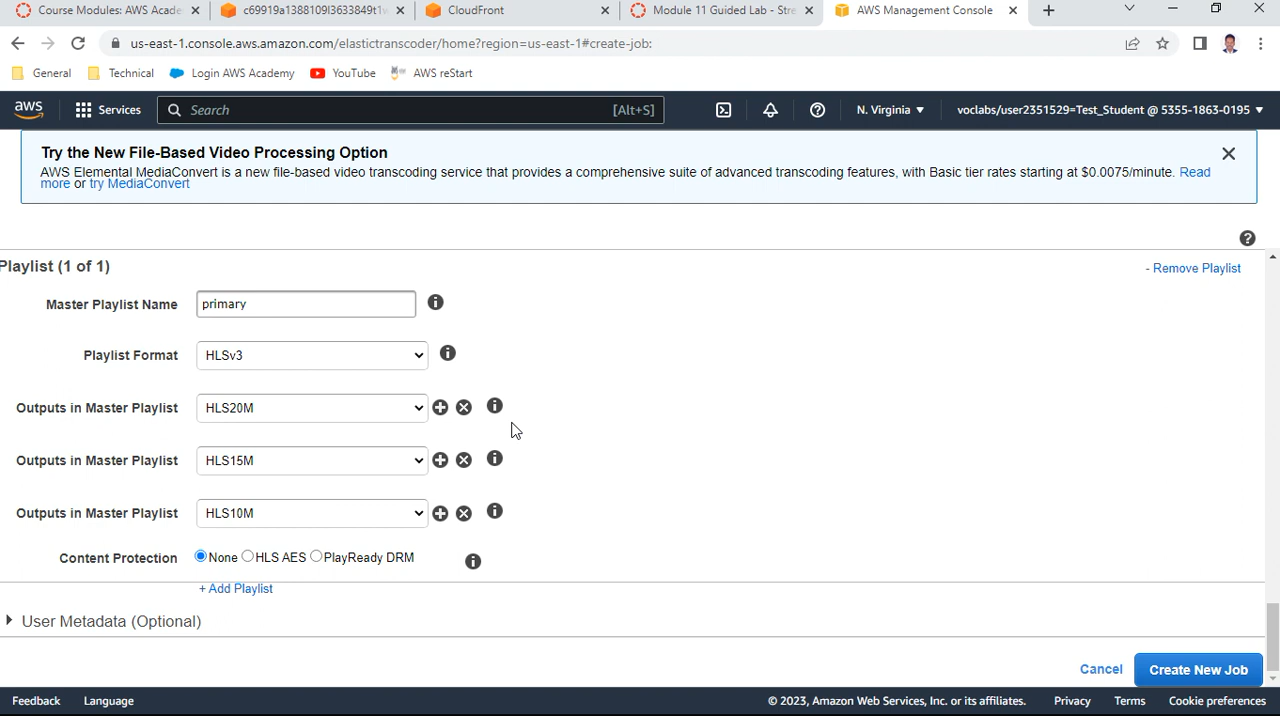 Course Modules: AWS Acade
c69919a1388109l3633849t1w
CloudFront
Module 11 Guided Lab - Stre
AWS Management Console
us-east-1.console.aws.amazon.com/elastictranscoder/home?region=us-east-1#create-job:
General
Technical
Login AWS Academy
YouTube
AWS reStart
aws
Services
Search
[Alt+S]
N. Virginia
voclabs/user2351529=Test_Student @ 5355-1863-0195
Try the New File-Based Video Processing Option
AWS Elemental MediaConvert is a new file-based video transcoding service that provides a comprehensive suite of advanced transcoding features, with Basic tier rates starting at $0.0075/minute. Read
more or try MediaConvert
Playlist (1 of 1)
- Remove Playlist
Master Playlist Name
primary
Playlist Format
HLSv3
Outputs in Master Playlist
HLS20M
Outputs in Master Playlist
HLS15M
Outputs in Master Playlist
HLS10M
Content Protection
None HLS AES PlayReady DRM
+ Add Playlist
User Metadata (Optional)
Cancel
Create New Job
Feedback
Language
© 2023, Amazon Web Services, Inc. or its affiliates.
Privacy
Terms
Cookie preferences